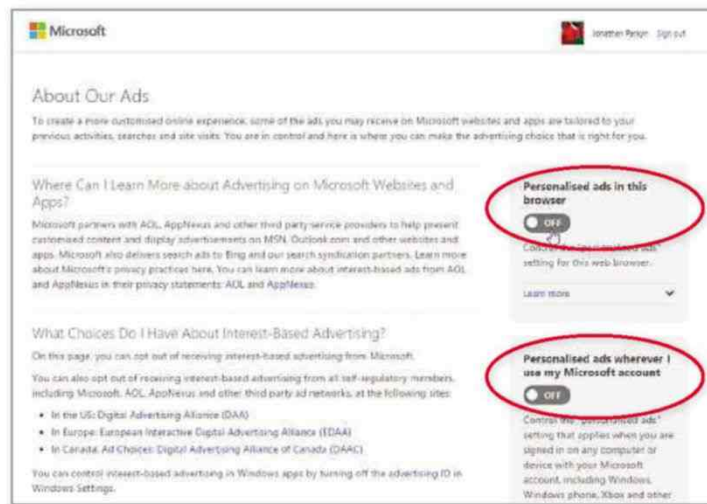 Microsoft
Sign out
About Our Ads
To create a more customised online experience, some of the ads you may receive on Microsoft websites and apps are tailored to your
previous activities, searches and site visits. You are in control and here is where you can make the advertising choice that is right for you.
Where Can I Learn More about Advertising on Microsoft Websites and
Apps?
Microsoft partners with AOL, AppNexus and other third party service providers to help present
customised content and display advertisements on MSN, Outlook.com and other websites and
apps. Microsoft also delivers search ads to Bing and our search syndication partners. Learn more
about Microsoft's privacy practices here. You can learn more about interest-based ads from AOL
and AppNexus in their privacy statements: AOL and AppNexus.
What Choices Do I Have About Interest-Based Advertising?
On this page, you can opt out of receiving interest-based advertising from Microsoft.
You can also opt out of receiving interest-based advertising from all self-regulatory members,
including Microsoft, AOL, AppNexus and other third party ad networks, at the following sites:
• In the US: Digital Advertising Alliance (DAA)
• In Europe: European Interactive Digital Advertising Alliance (EDAA)
• In Canada: Ad Choices: Digital Advertising Alliance of Canada (DAAC)
You can control interest-based advertising in Windows apps by turning off the advertising ID in
Windows Settings.
Personalised ads in this
browser
OFF
Control the "personalised ads"
setting for this web browser.
Learn more
Personalised ads wherever I
use my Microsoft account
OFF
Control the "personalised ads"
setting that applies when you are
signed in on any computer or
device with your Microsoft
account, including Windows,
Windows phone, Xbox and other